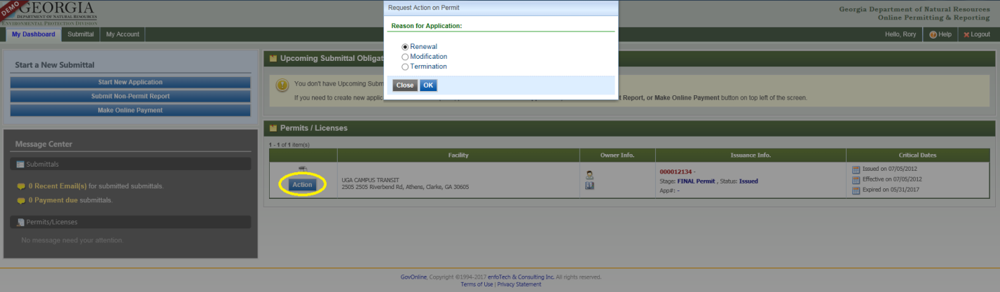 DEMO
GEORGIA
DEPARTMENT OF NATURAL RESOURCES
ENVIRONMENTAL PROTECTION DIVISION
Georgia Department of Natural Resources
Online Permitting & Reporting
My Dashboard Submittal My Account
Hello, Rory Help Logout
Request Action on Permit
Reason for Application:
Renewal
Modification
Termination
Close OK
Start a New Submittal
Start New Application
Submit Non-Permit Report
Make Online Payment
Message Center
Submittals
0 Recent Email(s) for submitted submittals.
0 Payment due submittals.
Permits/Licenses
No message need your attention.
Upcoming Submittal Obligat
You don't have Upcoming Subm
If you need to create new applic
t Report, or Make Online Payment button on top left of the screen.
Permits / Licenses
1 - 1 of 1 item(s)
Facility Owner Info. Issuance Info. Critical Dates
Action
UGA CAMPUS TRANSIT
2505 2505 Riverbend Rd, Athens, Clarke, GA 30605
000012134 -
Stage: FINAL Permit , Status: Issued
App#: -
Issued on 07/05/2012
Effective on 07/05/2012
Expired on 05/31/2017
GovOnline, Copyright ©1994-2017 enfoTech & Consulting Inc. All rights reserved.
Terms of Use | Privacy Statement